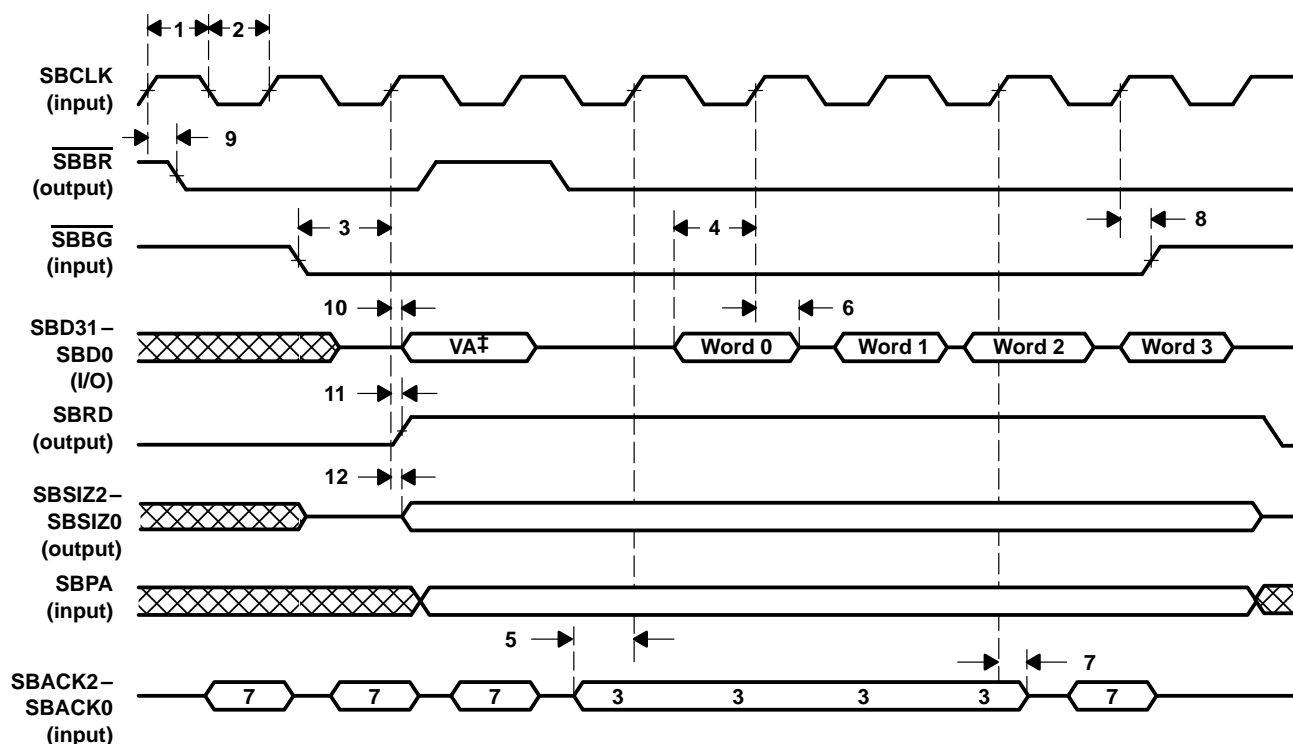 1
2
SBCLK
(input)
9
SBBR
(output)
3
4
8
SBBG
(input)
10
6
SBD31–
SBD0
(I/O)
VA‡
Word 0
Word 1
Word 2
Word 3
11
SBRD
(output)
12
SBSIZ2–
SBSIZ0
(output)
SBPA
(input)
5
7
SBACK2–
SBACK0
(input)
7
7
7
3
3
3
3
7